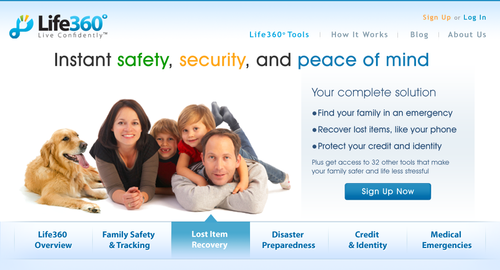 Life360°
Live Confidently™
Sign Up or Log In
Life360° Tools | How It Works | Blog | About Us
Instant safety, security, and peace of mind
Your complete solution
•Find your family in an emergency
•Recover lost items, like your phone
•Protect your credit and identity
Plus get access to 32 other tools that make
your family safer and life less stressful
Sign Up Now
Life360
Overview
Family Safety
& Tracking
Lost Item
Recovery
Disaster
Preparedness
Credit
& Identity
Medical
Emergencies